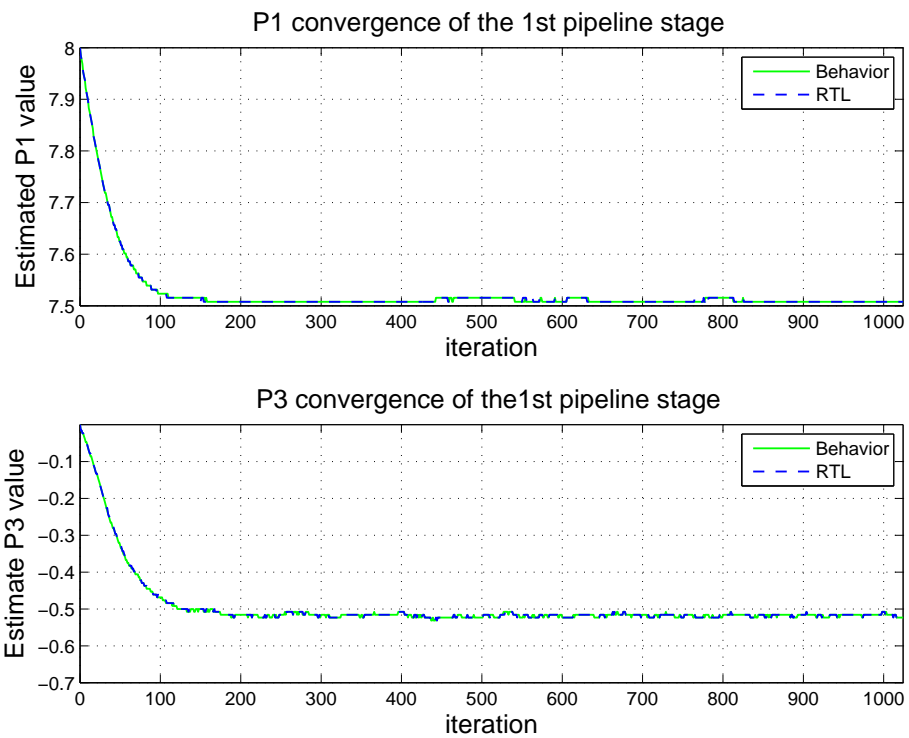 P1 convergence of the 1st pipeline stage
Estimated P1 value
8
7.9
7.8
7.7
7.6
7.5
Behavior
RTL
0 100 200 300 400 500 600 700 800 900 1000
iteration
P3 convergence of the1st pipeline stage
Estimate P3 value
−0.1
−0.2
−0.3
−0.4
−0.5
−0.6
−0.7
Behavior
RTL
0 100 200 300 400 500 600 700 800 900 1000
iteration